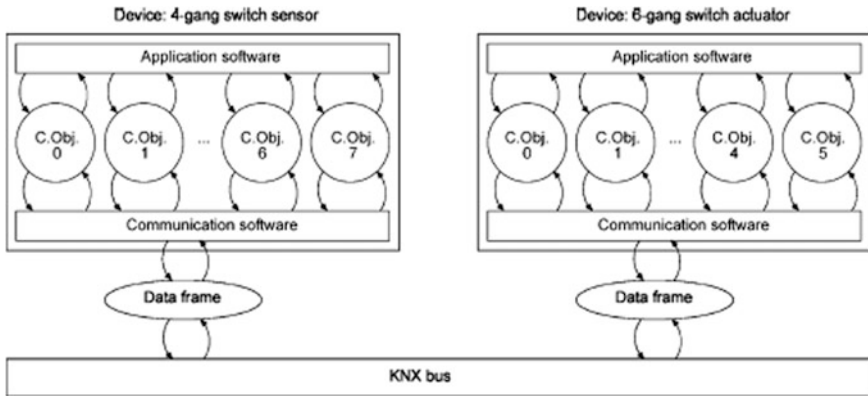 Device: 4-gang switch sensor
Application software
C.Obj.
0
C.Obj.
1
...
C.Obj.
6
C.Obj.
7
Communication software
Data frame
Device: 6-gang switch actuator
Application software
C.Obj.
0
C.Obj.
1
...
C.Obj.
4
C.Obj.
5
Communication software
Data frame
KNX bus